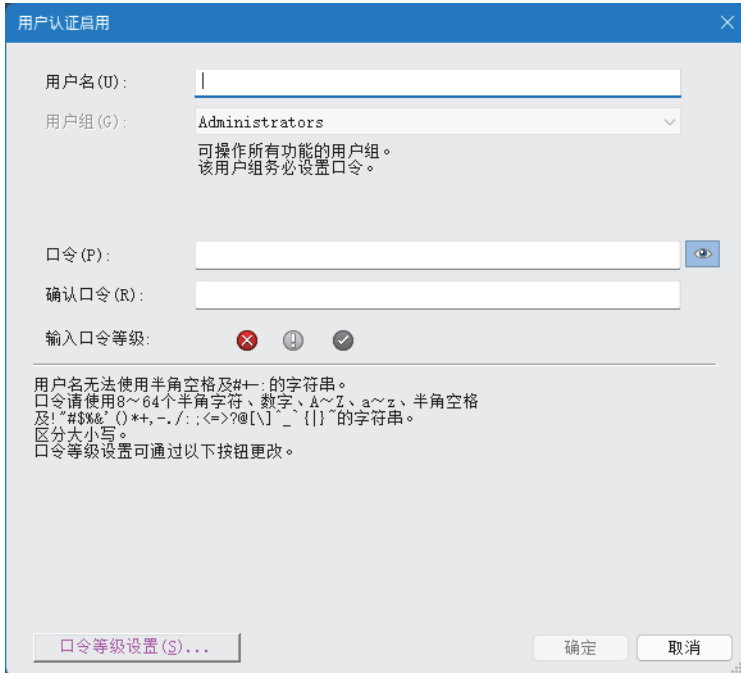 用户认证启用
用户名(U):
用户组(G): Administrators
可操作所有功能的用户组。
该用户组务必设置口令。
口令(P):
确认口令(R):
输入口令等级:
用户名无法使用半角空格及#+-:的字符串。
口令请使用8～64个半角字符、数字、A～Z、a～z、半角空格
及!"#$%&'()*+,-./:;<=>?@[\]^_`{|}~的字符串。
区分大小写。
口令等级设置可通过以下按钮更改。
口令等级设置(S)...
确定
取消